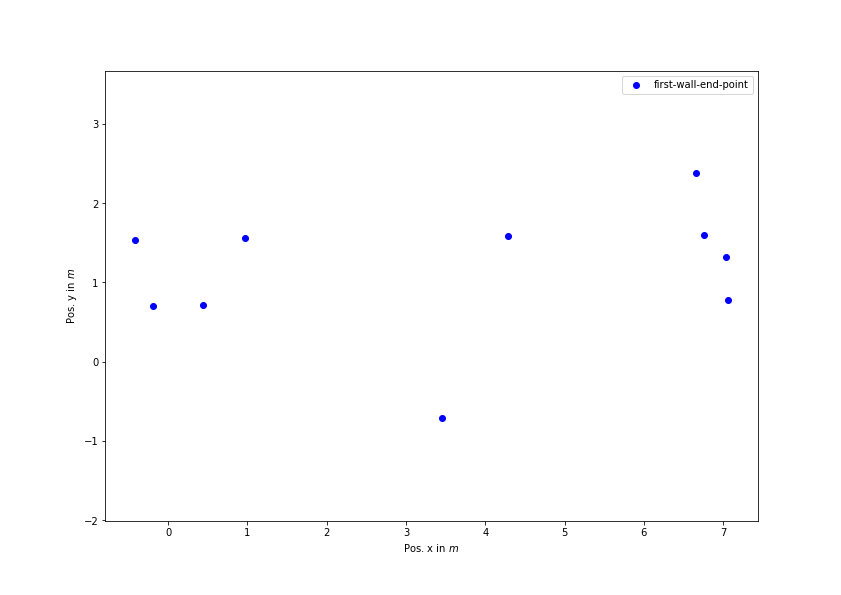 first-wall-end-point
3
2
1
0
−1
−2
Pos. y in m
0 1 2 3 4 5 6 7
Pos. x in m